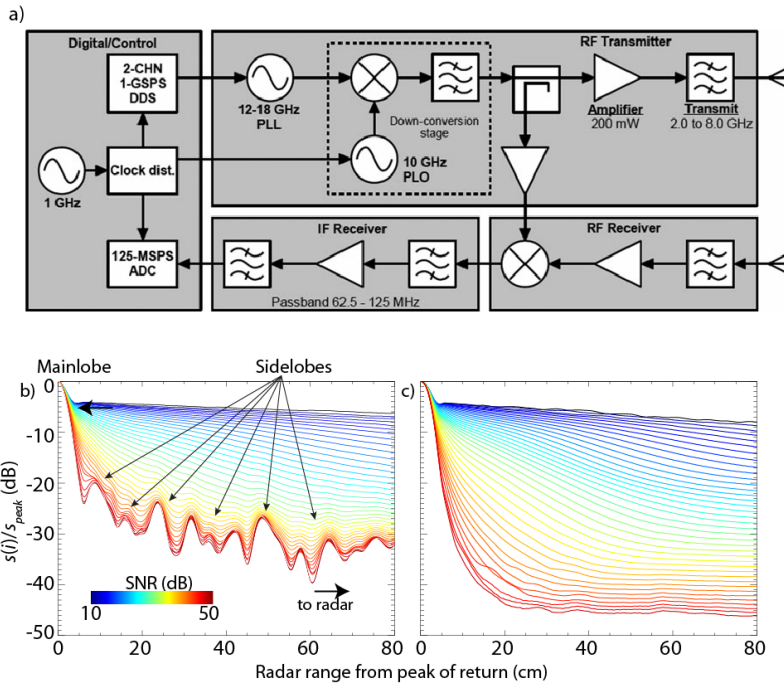 a)
Digital/Control
RF Transmitter
2-CHN
1-GSPS
DDS
12-18 GHz
PLL
Down-conversion
stage
Amplifier
200 mW
Transmit
2.0 to 8.0 GHz
Clock dist.
1 GHz
10 GHz
PLO
IF Receiver
RF Receiver
125-MSPS
ADC
Passband 62.5 - 125 MHz
Mainlobe
Sidelobes
b)
c)
0
-10
-20
-30
-40
-50
s(i)/s_peak (dB)
SNR (dB)
10
50
to radar
0
20
40
60
80
0
20
40
60
80
Radar range from peak of return (cm)